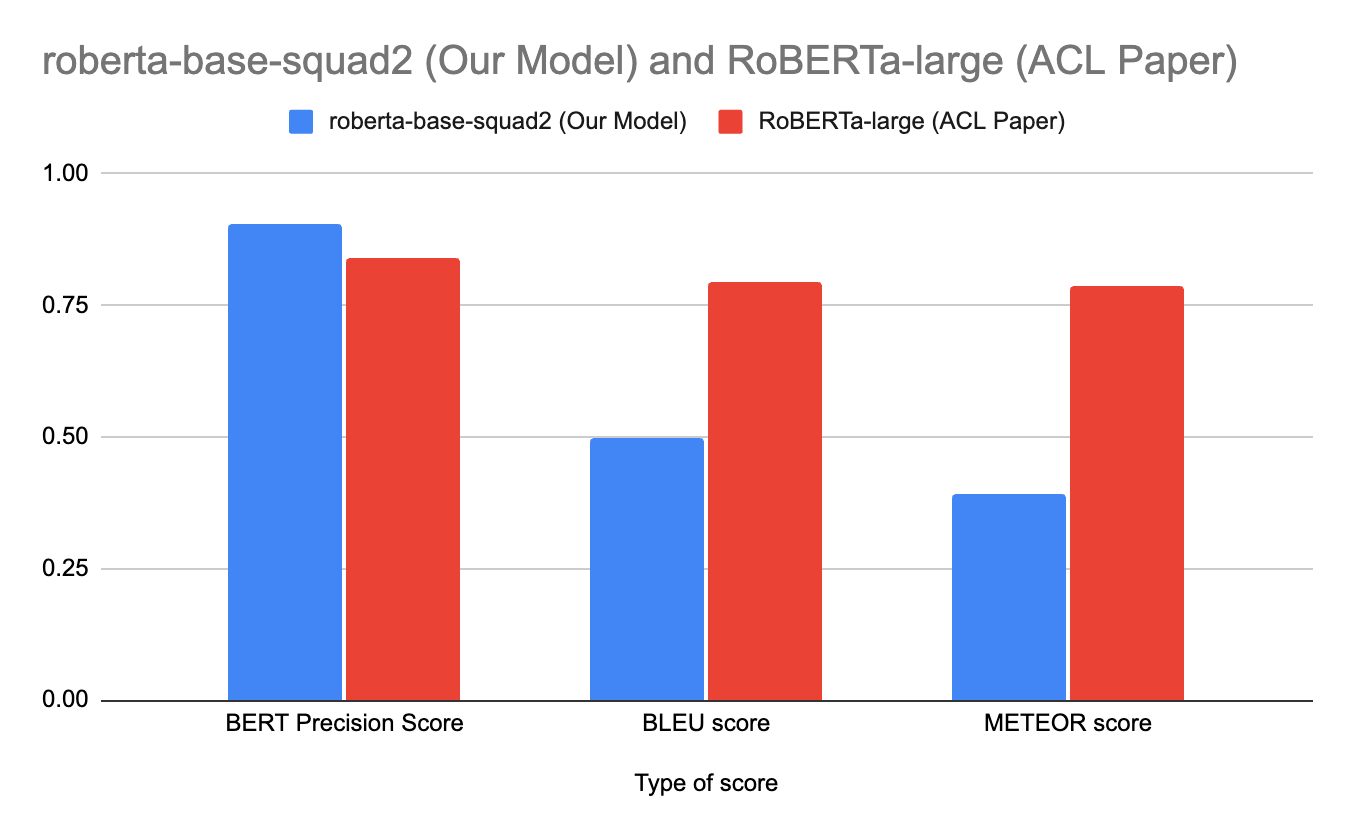 roberta-base-squad2 (Our Model) and RoBERTa-large (ACL Paper)
roberta-base-squad2 (Our Model) RoBERTa-large (ACL Paper)
1.00
0.75
0.50
0.25
0.00
BERT Precision Score BLEU score METEOR score
Type of score